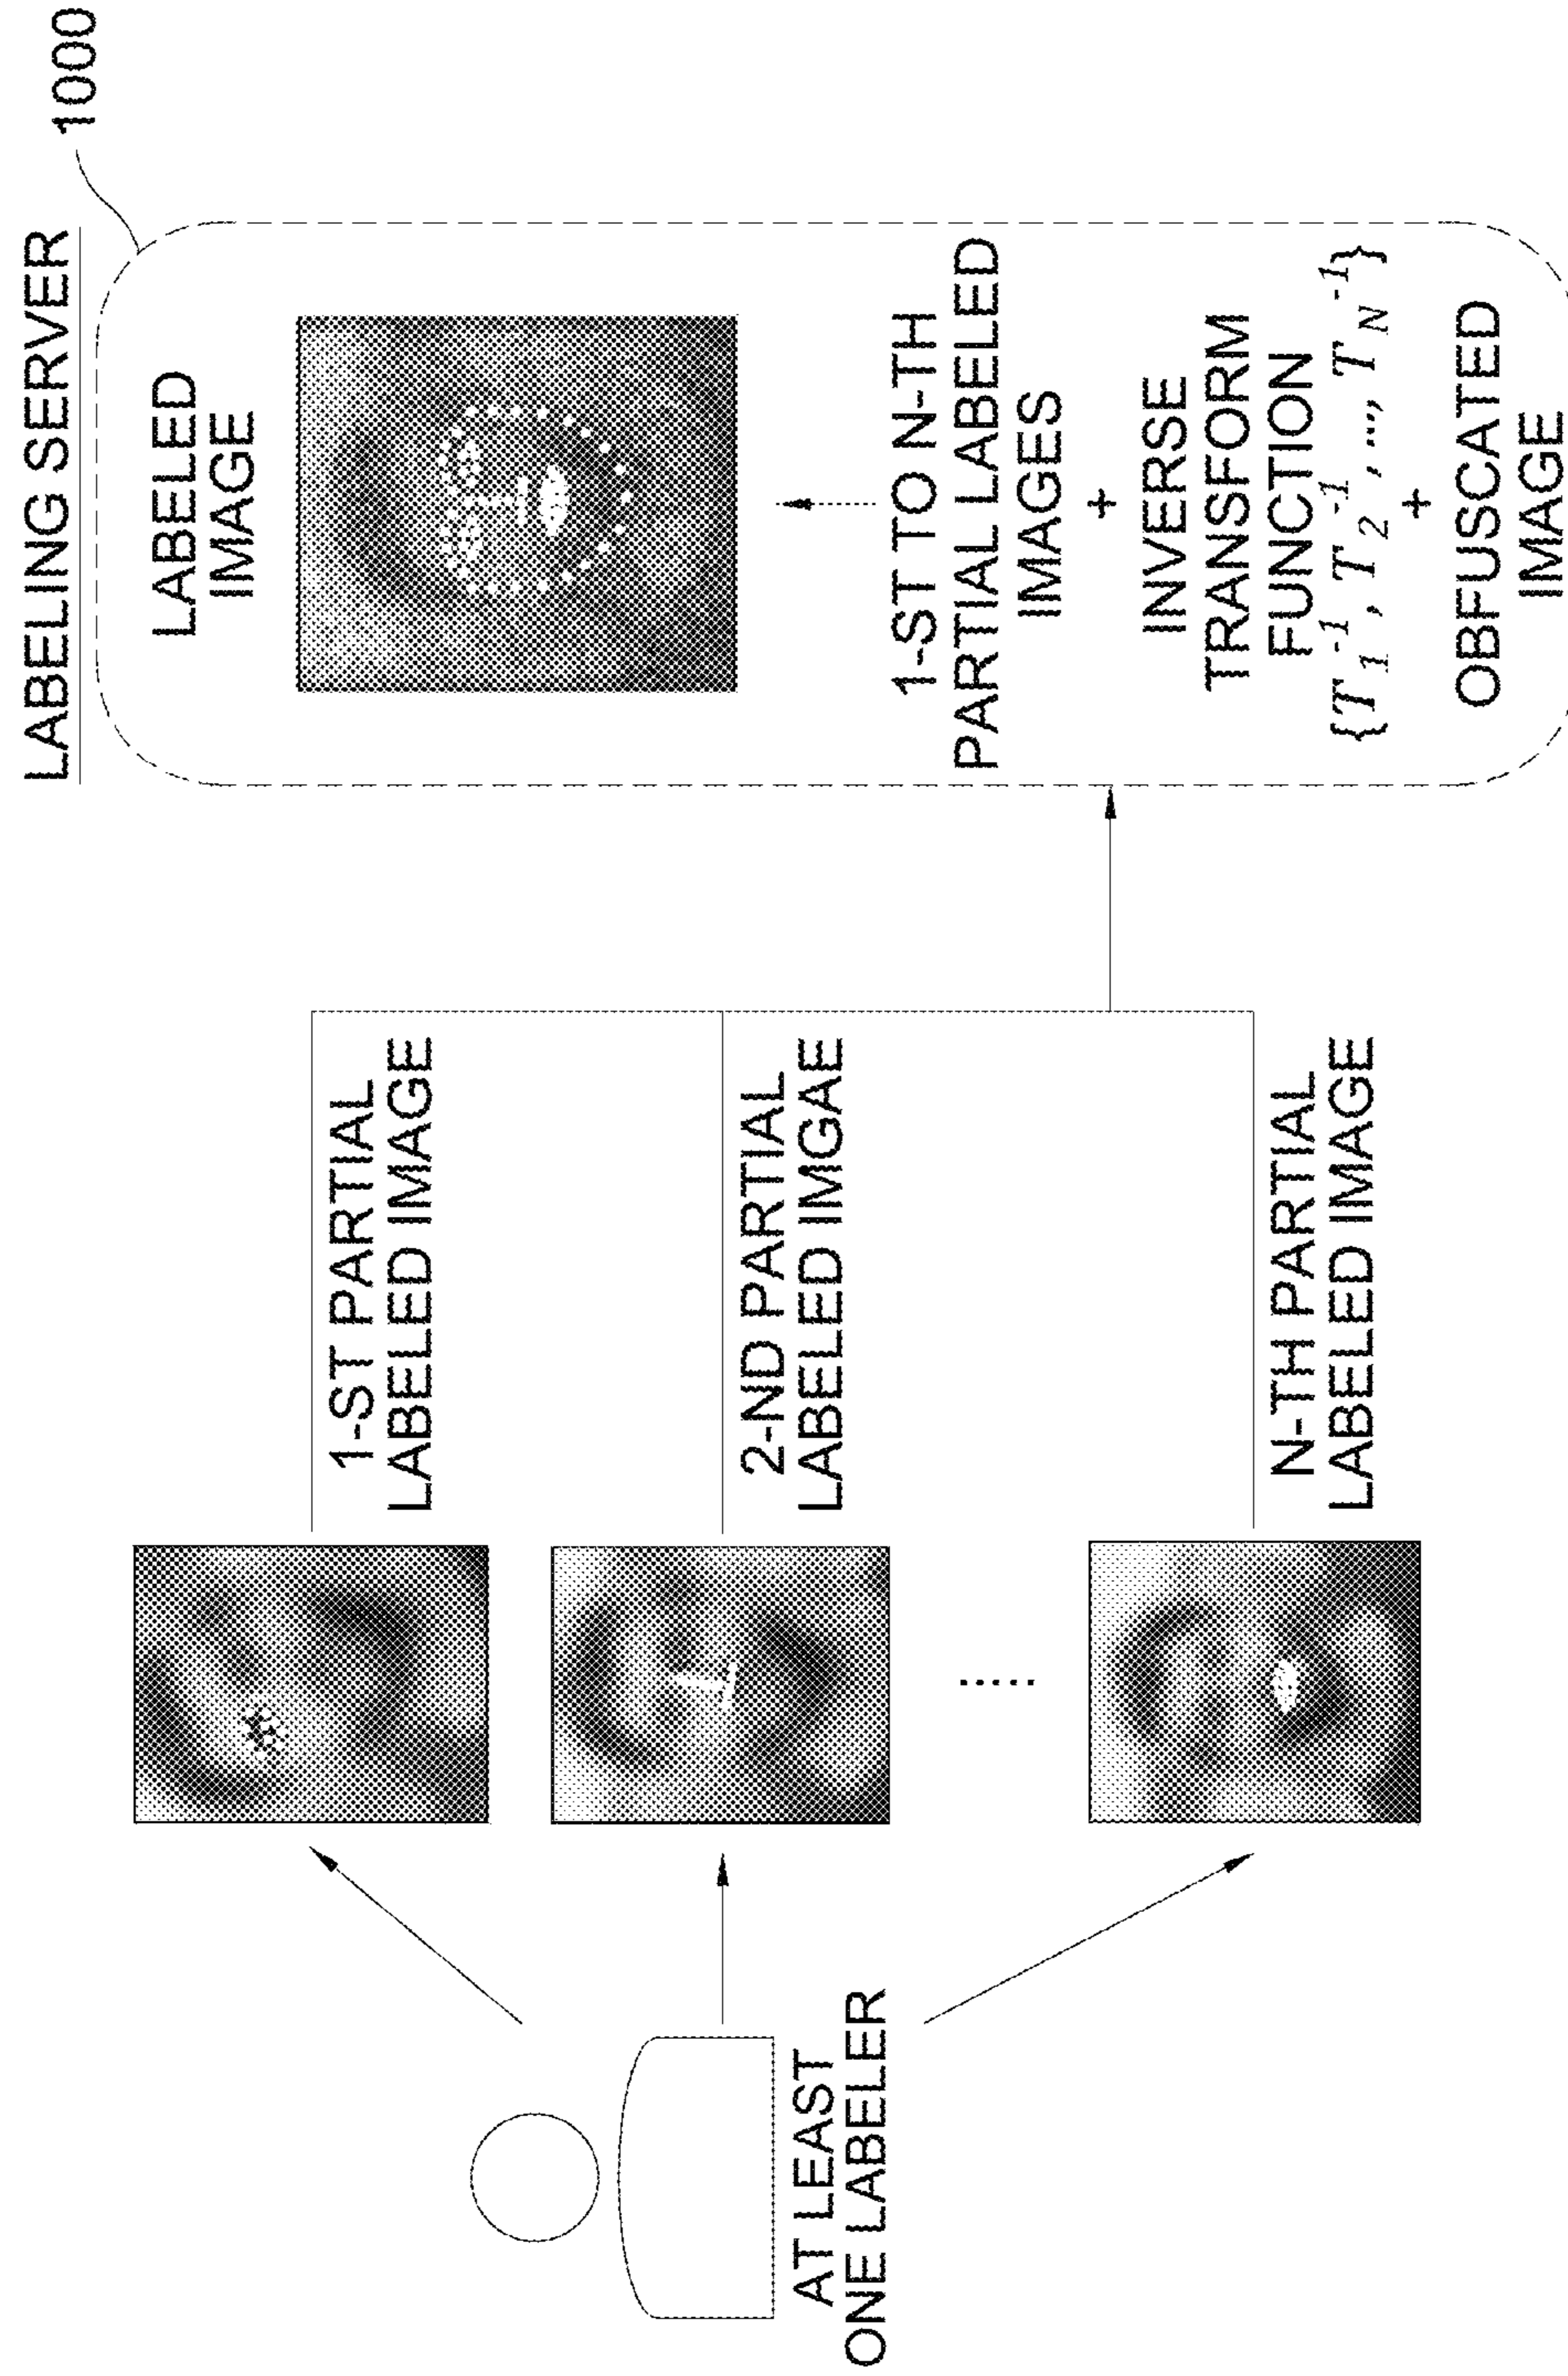 AT LEAST
ONE LABELER
1-ST PARTIAL
LABELED IMAGE
2-ND PARTIAL
LABELED IMGAE
N-TH PARTIAL
LABELED IMAGE
LABELING SERVER
1000
LABELED
IMAGE
1-ST TO N-TH
PARTIAL LABELED
IMAGES
+
INVERSE
TRANSFORM
FUNCTION
{T₁⁻¹, T₂⁻¹, ..., T_N⁻¹}
+
OBFUSCATED
IMAGE